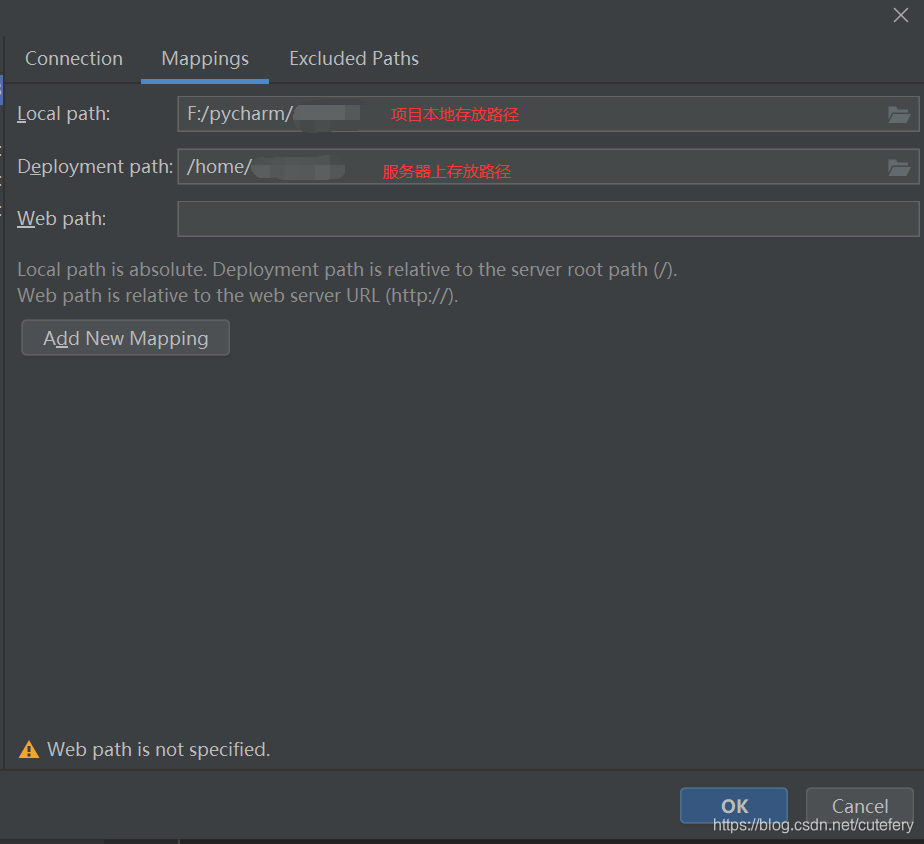 Connection Mappings Excluded Paths
Local path: F:/pycharm/ 项目本地存放路径
Deployment path: /home/ 服务器上存放路径
Web path:
Local path is absolute. Deployment path is relative to the server root path (/).
Web path is relative to the web server URL (http://).
Add New Mapping
Web path is not specified.
OK Cancel
https://blog.csdn.net/cutefery